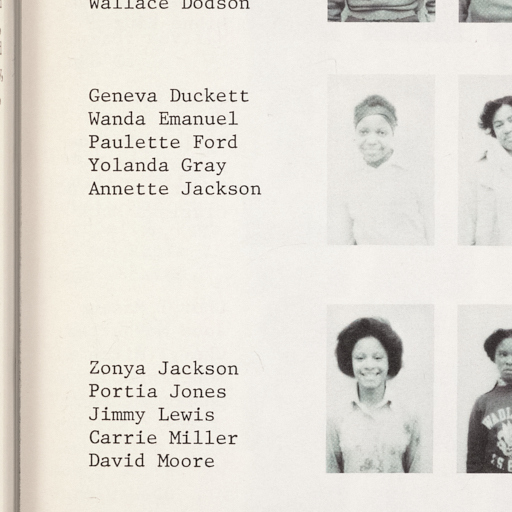 Wallace Dodson
Geneva Duckett
Wanda Emanuel
Paulette Ford
Yolanda Gray
Annette Jackson
Zonya Jackson
Portia Jones
Jimmy Lewis
Carrie Miller
David Moore